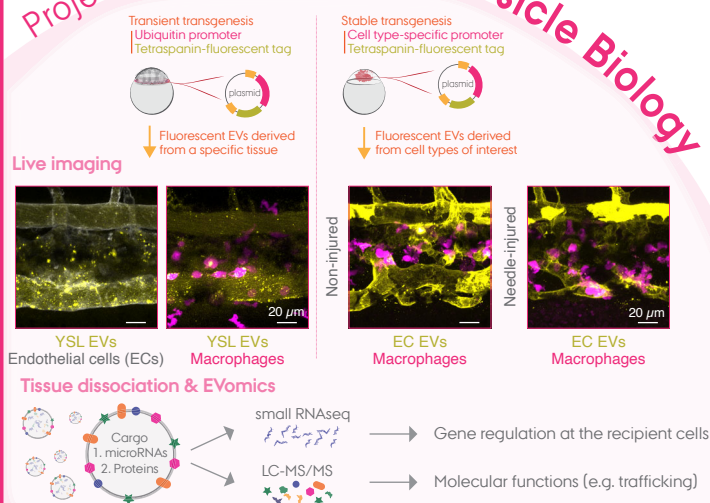 Vesicle Biology
Transient transgenesis
Ubiquitin promoter
Tetraspanin-fluorescent tag
plasmid
Fluorescent EVs derived
from a specific tissue
Stable transgenesis
Cell type-specific promoter
Tetraspanin-fluorescent tag
plasmid
Fluorescent EVs derived
from cell types of interest
Live imaging
20 µm
YSL EVs
Endothelial cells (ECs)
YSL EVs
Macrophages
Non-injured
EC EVs
Macrophages
Needle-injured
20 µm
EC EVs
Macrophages
Tissue dissociation & EVomics
Cargo
1. microRNAs
2. Proteins
small RNAseq
Gene regulation at the recipient cells
LC-MS/MS
Molecular functions (e.g. trafficking)